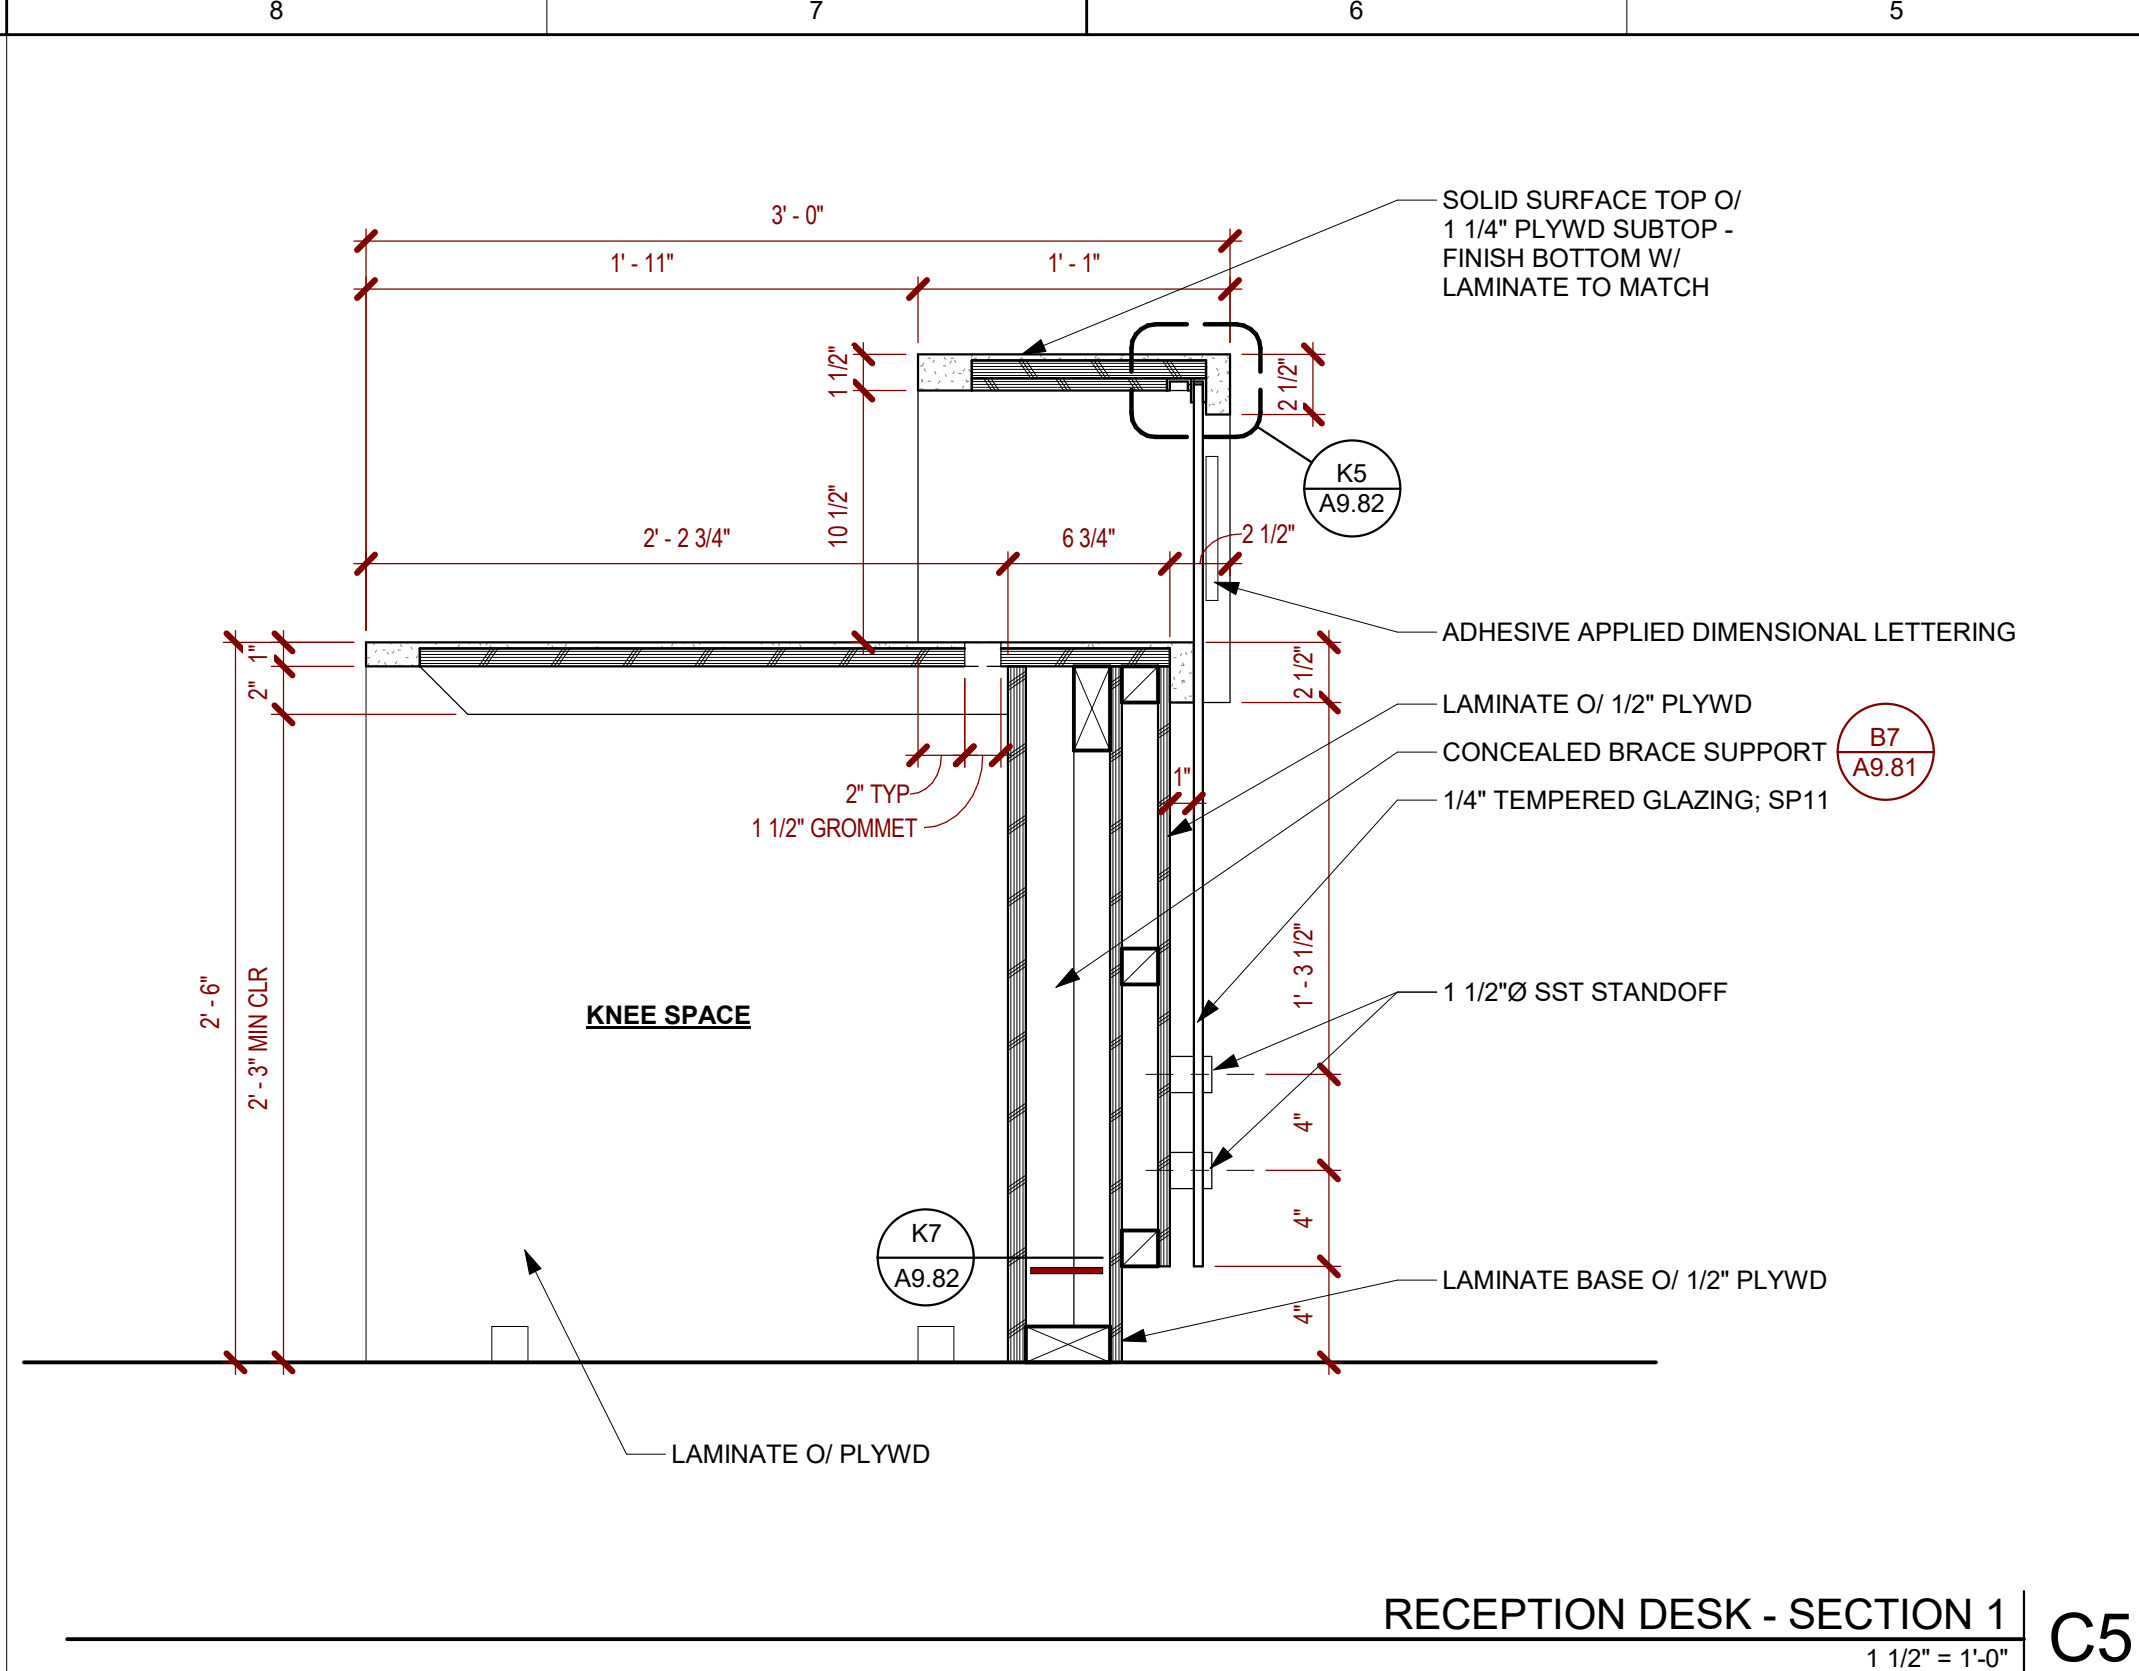 8
7
6
5
SOLID SURFACE TOP O/
1 1/4" PLYWD SUBTOP -
FINISH BOTTOM W/
LAMINATE TO MATCH
3' - 0"
1' - 11"
1' - 1"
1 1/2"
2 1/2"
K5
A9.82
10 1/2"
2' - 2 3/4"
6 3/4"
2 1/2"
ADHESIVE APPLIED DIMENSIONAL LETTERING
1"
2"
2 1/2"
LAMINATE O/ 1/2" PLYWD
CONCEALED BRACE SUPPORT
B7
A9.81
1"
1/4" TEMPERED GLAZING; SP11
2" TYP
1 1/2" GROMMET
2' - 6"
2' - 3" MIN CLR
KNEE SPACE
1' - 3 1/2"
1 1/2"Ø SST STANDOFF
4"
4"
K7
A9.82
LAMINATE BASE O/ 1/2" PLYWD
4"
LAMINATE O/ PLYWD
RECEPTION DESK - SECTION 1
C5
1 1/2" = 1'-0"